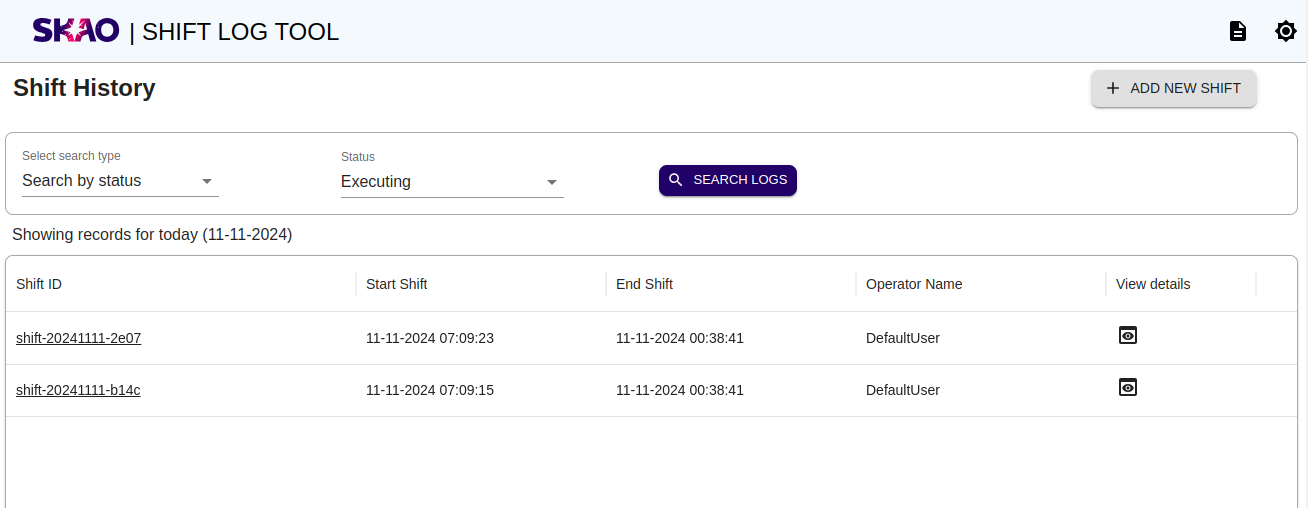 SKAO | SHIFT LOG TOOL
Shift History
ADD NEW SHIFT
Select search type
Search by status
Status
Executing
SEARCH LOGS
Showing records for today (11-11-2024)
Shift ID Start Shift End Shift Operator Name View details
shift-20241111-2e07 11-11-2024 07:09:23 11-11-2024 00:38:41 DefaultUser
shift-20241111-b14c 11-11-2024 07:09:15 11-11-2024 00:38:41 DefaultUser